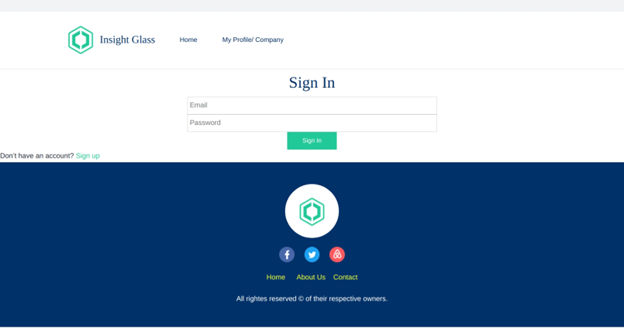 Insight Glass Home My Profile/ Company
Sign In
Email
Password
Sign In
Don't have an account? Sign up
Home About Us Contact
All rightes reserved © of their respective owners.